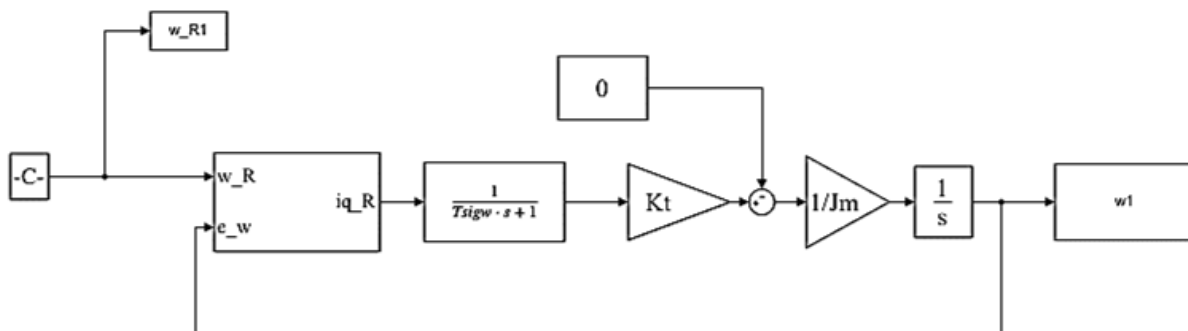 w_R1
0
-C-
w_R
e_w
iq_R
1
Tsigw · s + 1
Kt
+-
1/Jm
1
s
w1